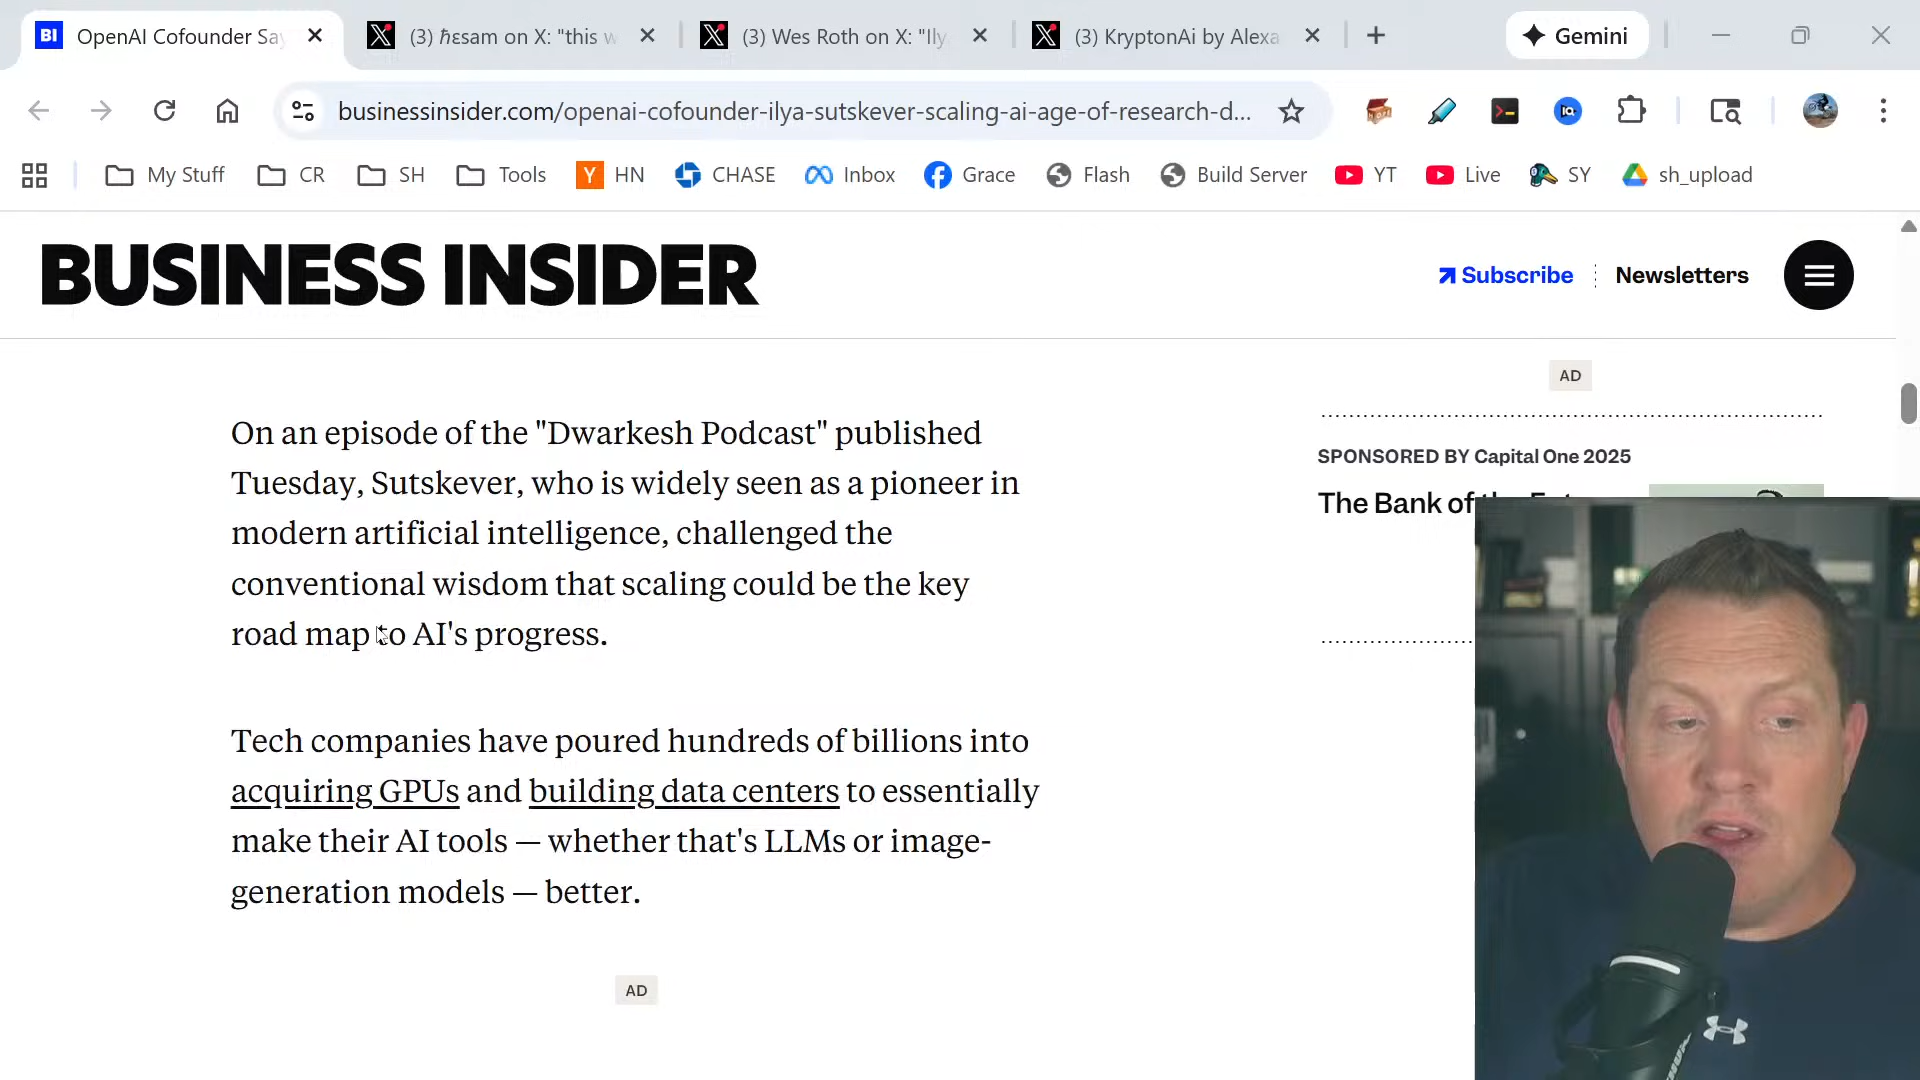 BI OpenAI Cofounder Sa
(3) ℏεsam on X: "this w
(3) Wes Roth on X: "Ily
(3) KryptonAi by Alexa
Gemini
businessinsider.com/openai-cofounder-ilya-sutskever-scaling-ai-age-of-research-d...
My Stuff
CR
SH
Tools
Y HN
CHASE
Inbox
Grace
Flash
Build Server
YT
Live
SY
sh_upload
BUSINESS INSIDER
Subscribe
Newsletters
On an episode of the "Dwarkesh Podcast" published
Tuesday, Sutskever, who is widely seen as a pioneer in
modern artificial intelligence, challenged the
conventional wisdom that scaling could be the key
road map to AI's progress.
Tech companies have poured hundreds of billions into
acquiring GPUs and building data centers to essentially
make their AI tools — whether that's LLMs or image-
generation models — better.
AD
AD
SPONSORED BY Capital One 2025
The Bank of the